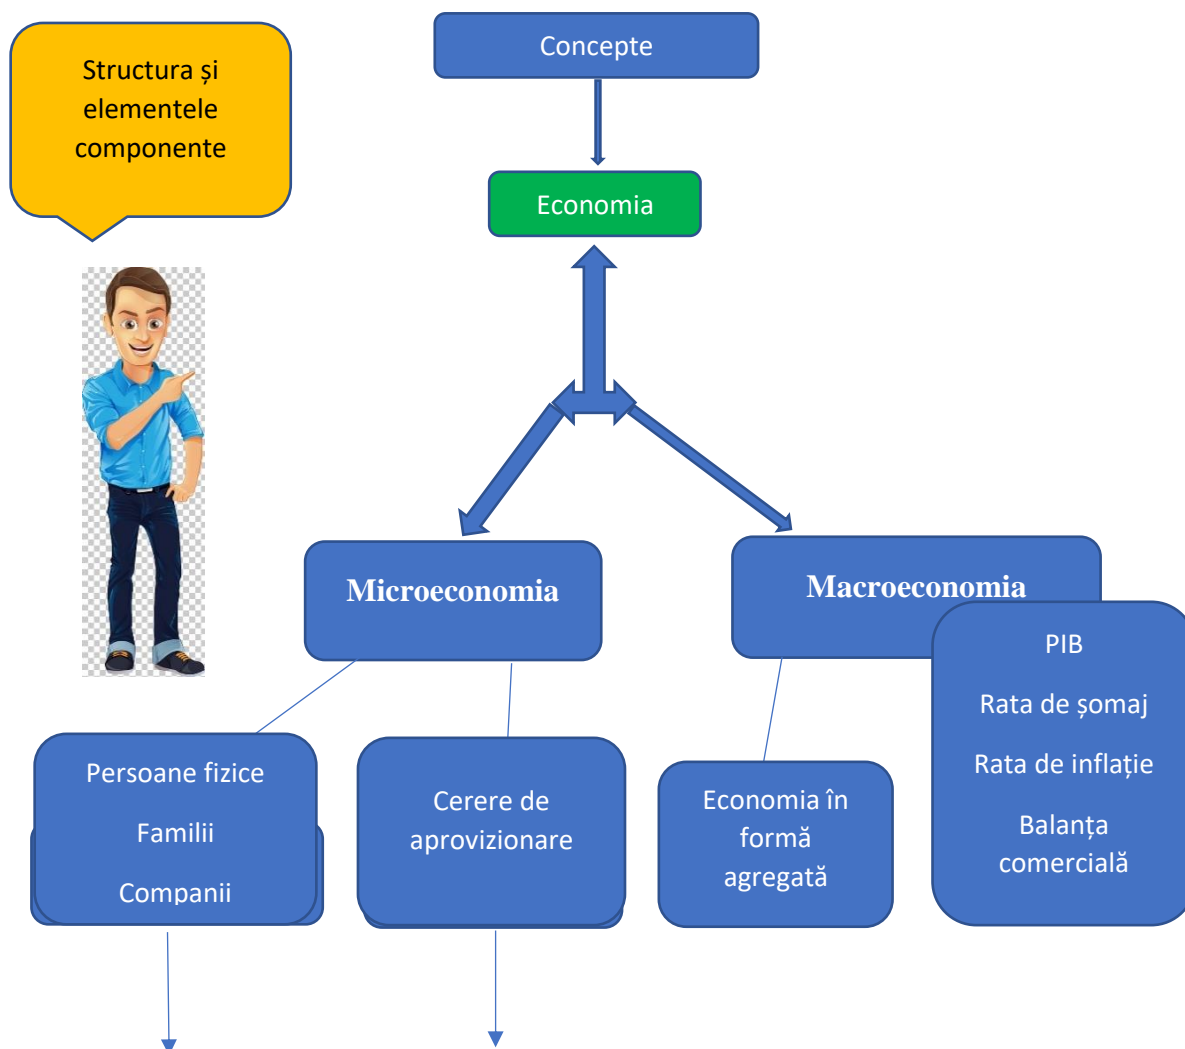 Structura și
elementele
componente
Concepte
Economia
Microeconomia
Macroeconomia
PIB
Rata de șomaj
Rata de inflație
Balanța
comercială
Persoane fizice
Familii
Companii
Cerere de
aprovizionare
Economia în
formă
agregată